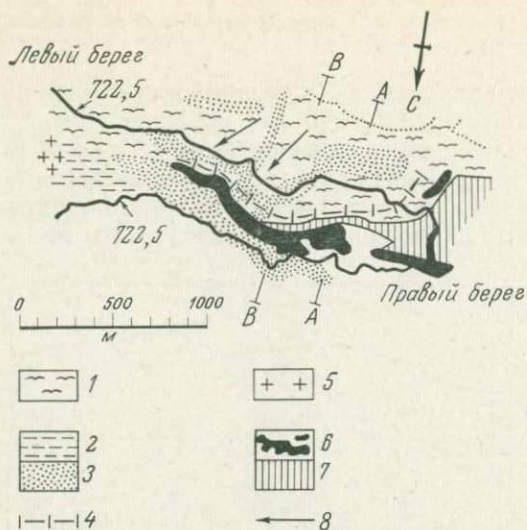 Левый берег
722,5
B
A
C
722,5
B
A
Правый берег
0 500 1000
м
1
5
2
6
3
7
4
8